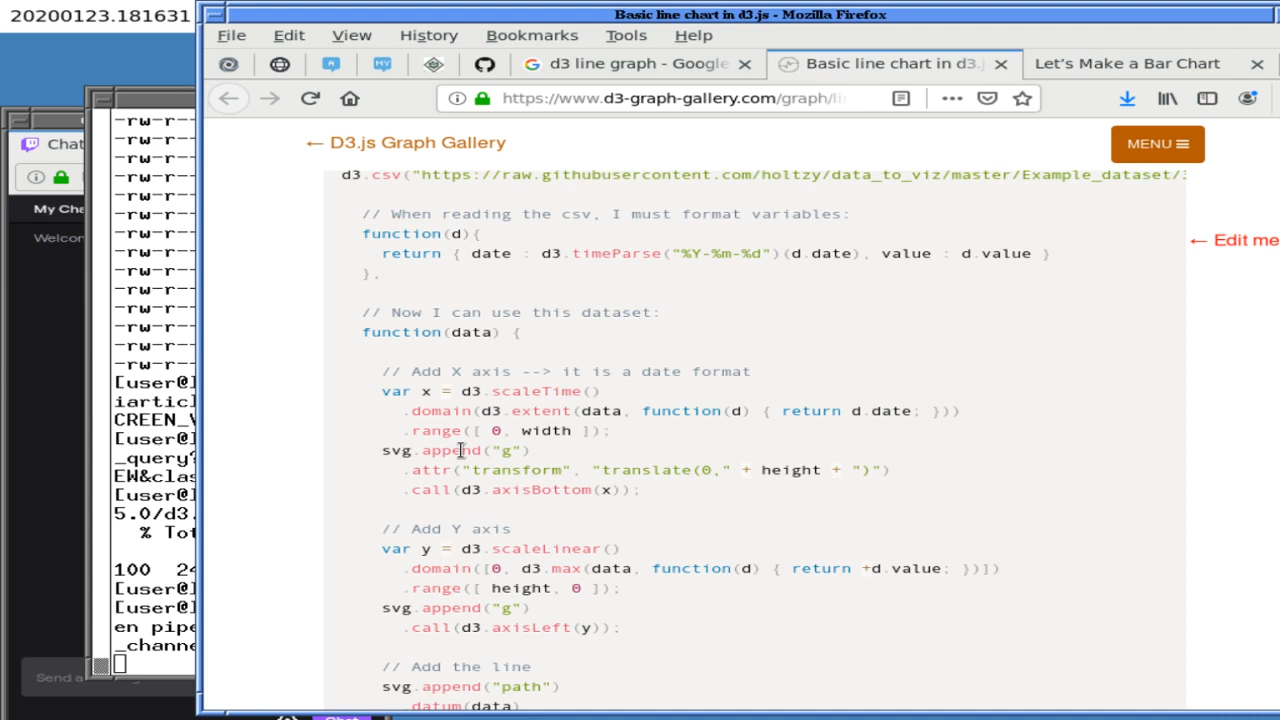 20200123.181631
Basic line chart in d3.js - Mozilla Firefox
File Edit View History Bookmarks Tools Help
d3 line graph - Google
Basic line chart in d3.j
Let's Make a Bar Chart
https://www.d3-graph-gallery.com/graph/li
← D3.js Graph Gallery
MENU
d3.csv("https://raw.githubusercontent.com/holtzy/data_to_viz/master/Example_dataset/
// When reading the csv, I must format variables:
function(d){
return { date : d3.timeParse("%Y-%m-%d")(d.date), value : d.value }
},
// Now I can use this dataset:
function(data) {
// Add X axis --> it is a date format
var x = d3.scaleTime()
.domain(d3.extent(data, function(d) { return d.date; }))
.range([ 0, width ]);
svg.append("g")
.attr("transform", "translate(0," + height + ")")
.call(d3.axisBottom(x));
// Add Y axis
var y = d3.scaleLinear()
.domain([0, d3.max(data, function(d) { return +d.value; })])
.range([ height, 0 ]);
svg.append("g")
.call(d3.axisLeft(y));
// Add the line
svg.append("path")
.datum(data)
← Edit me
Chat
My Cha
Welcon
Send a
Chat
-rw-r--
-rw-r--
-rw-r--
-rw-r--
-rw-r--
-rw-r--
-rw-r--
-rw-r--
-rw-r--
-rw-r--
-rw-r--
-rw-r--
-rw-r--
-rw-r--
[user@
iartic
CREEN_
[user@
_query?
EW&clas
[user@
5.0/d3.
% Tot
100 24
[user@
[user@
en pipe
_channe